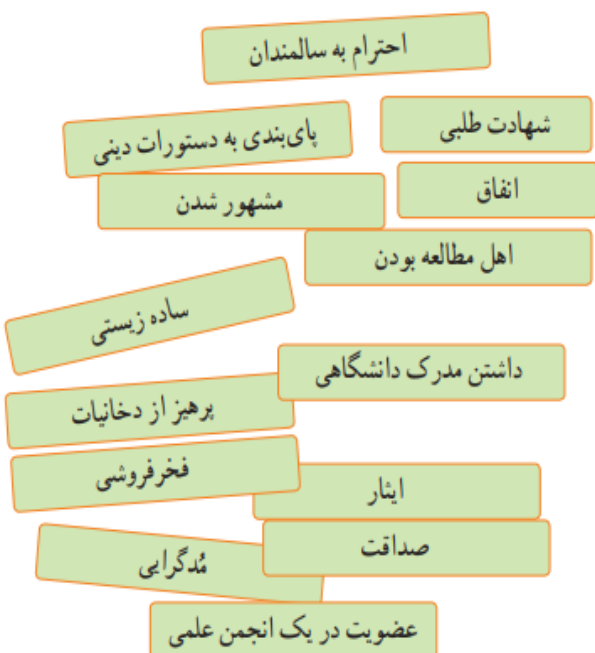 احترام به سالمندان
شهادت طلبی
پای‌بندی به دستورات دینی
انفاق
مشهور شدن
اهل مطالعه بودن
ساده زیستی
داشتن مدرک دانشگاهی
پرهیز از دخانیات
فخرفروشی
ایثار
صداقت
مُدگرایی
عضویت در یک انجمن علمی